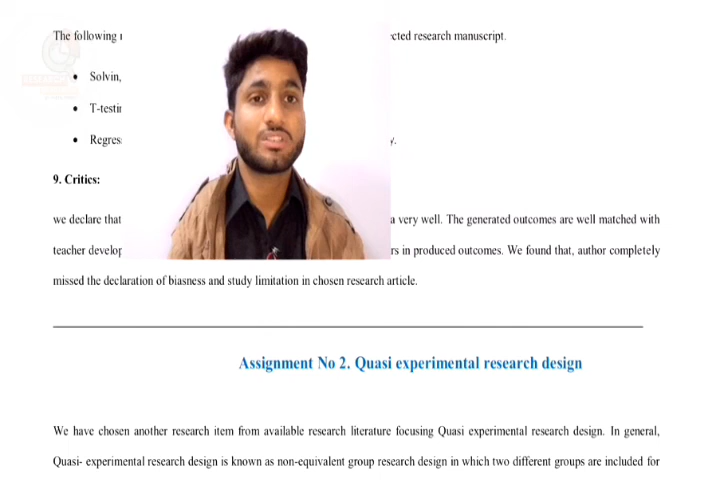 The following cted research manuscript.
• Solvin,
• T-testin
• Regres
9. Critics:
we declare that a very well. The generated outcomes are well matched with
teacher develop rs in produced outcomes. We found that, author completely
missed the declaration of biasness and study limitation in chosen research article.
Assignment No 2. Quasi experimental research design
We have chosen another research item from available research literature focusing Quasi experimental research design. In general,
Quasi- experimental research design is known as non-equivalent group research design in which two different groups are included for